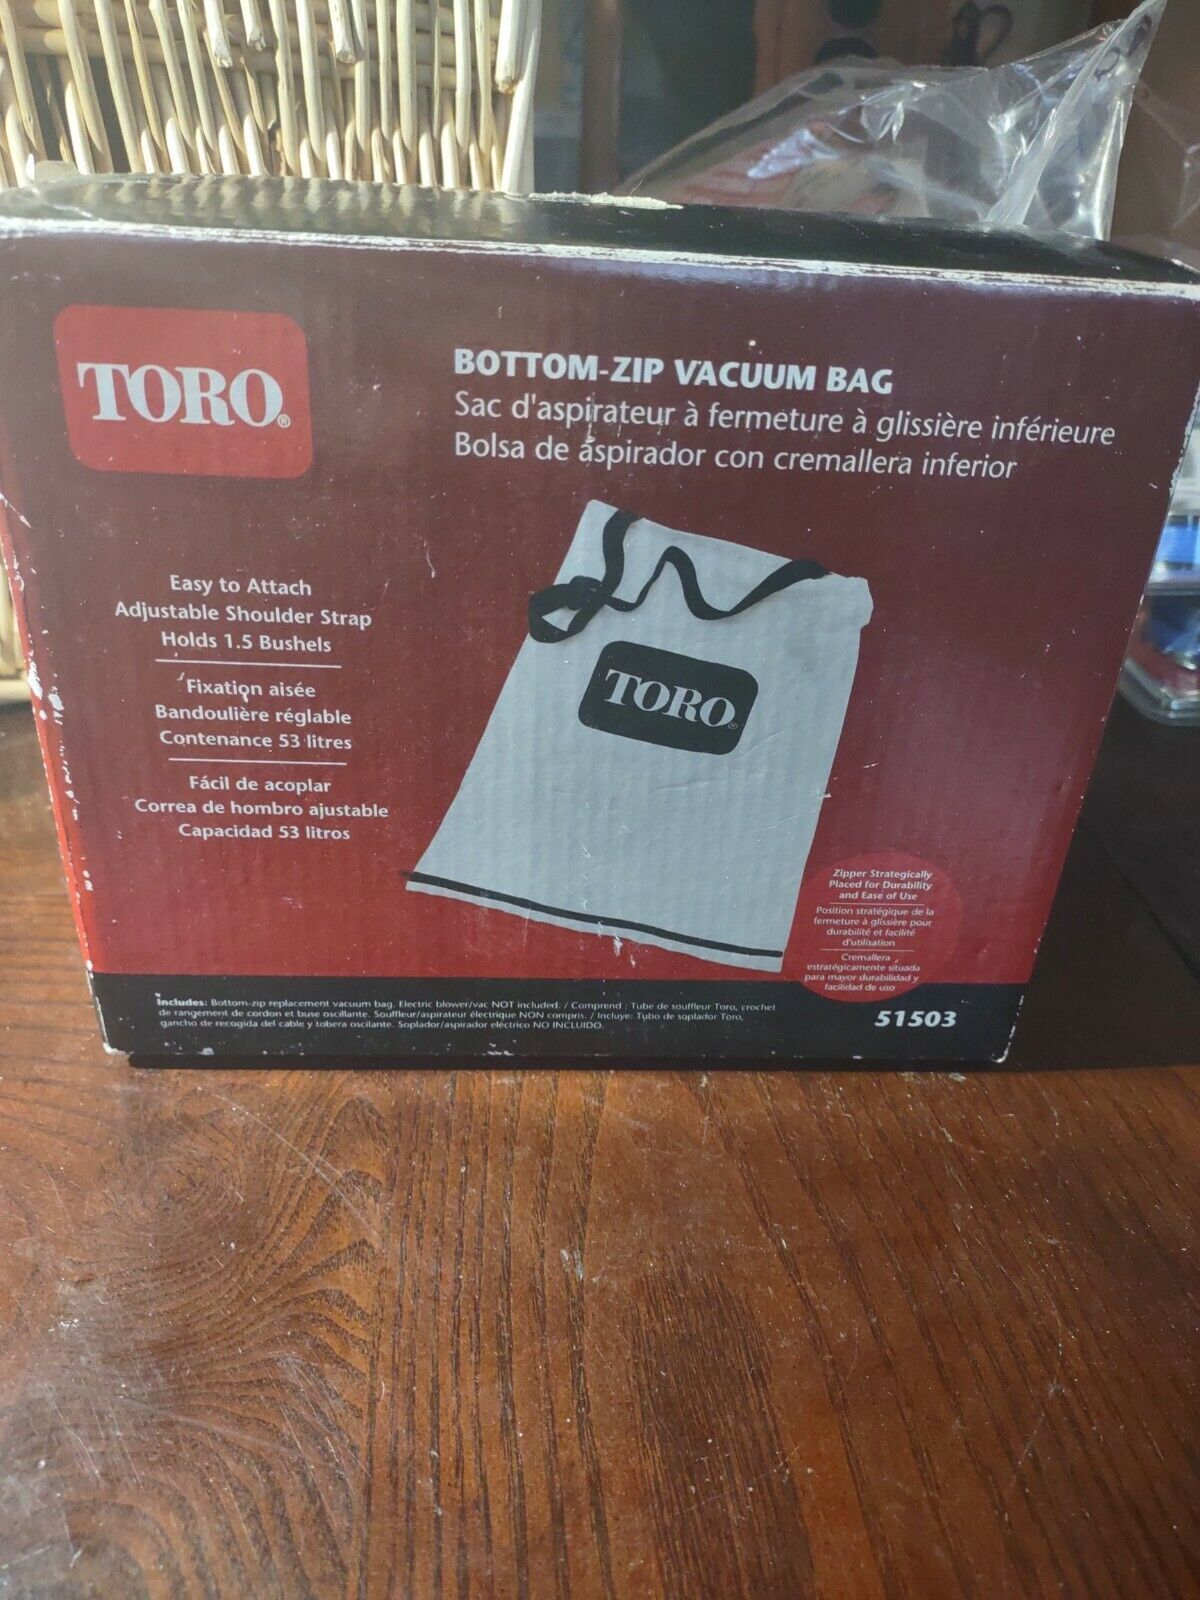 TORO®
BOTTOM-ZIP VACUUM BAG
Sac d'aspirateur à fermeture à glissière inférieure
Bolsa de aspirador con cremallera inferior
Easy to Attach
Adjustable Shoulder Strap
Holds 1.5 Bushels
Fixation aisée
Bandoulière réglable
Contenance 53 litres
Fácil de acoplar
Correa de hombro ajustable
Capacidad 53 litros
TORO®
Zipper Strategically
Placed for Durability
and Ease of Use
Position stratégique de la
fermeture à glissière pour
durabilité et facilité
d'utilisation
Cremallera
estratégicamente situada
para mayor durabilidad y
facilidad de uso
Includes: Bottom-zip replacement vacuum bag. Electric blower/vac NOT included. / Comprend : Tube de souffleur Toro, crochet
de rangement de cordon et buse oscillante. Souffleur/aspirateur électrique NON compris. / Incluye: Tubo de soplador Toro,
gancho de recogida del cable y tobera oscilante. Soplador/aspirador eléctrico NO INCLUIDO.
51503